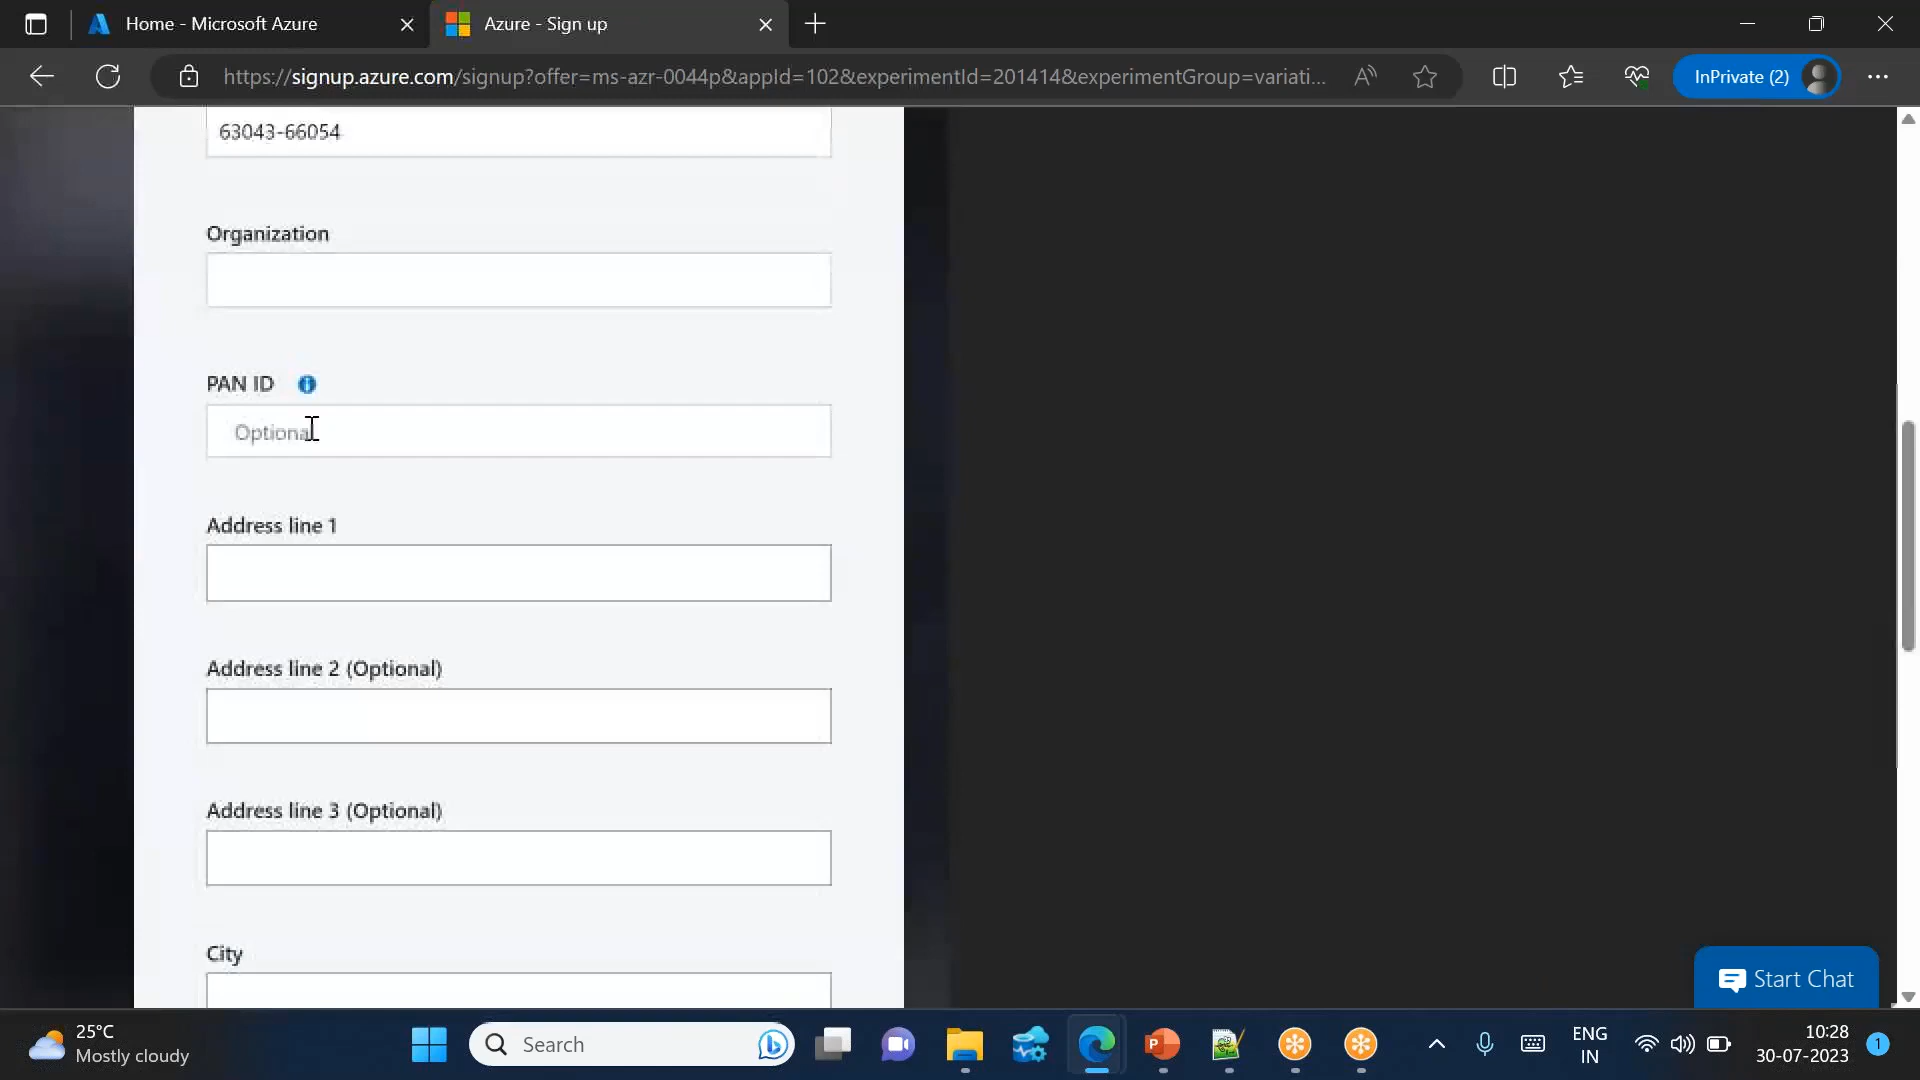 Home - Microsoft Azure
Azure - Sign up
https://signup.azure.com/signup?offer=ms-azr-0044p&appId=102&experimentId=201414&experimentGroup=variati...
InPrivate (2)
63043-66054
Organization
PAN ID
Optional
Address line 1
Address line 2 (Optional)
Address line 3 (Optional)
City
Start Chat
25°C
Mostly cloudy
Search
ENG
IN
10:28
30-07-2023
1